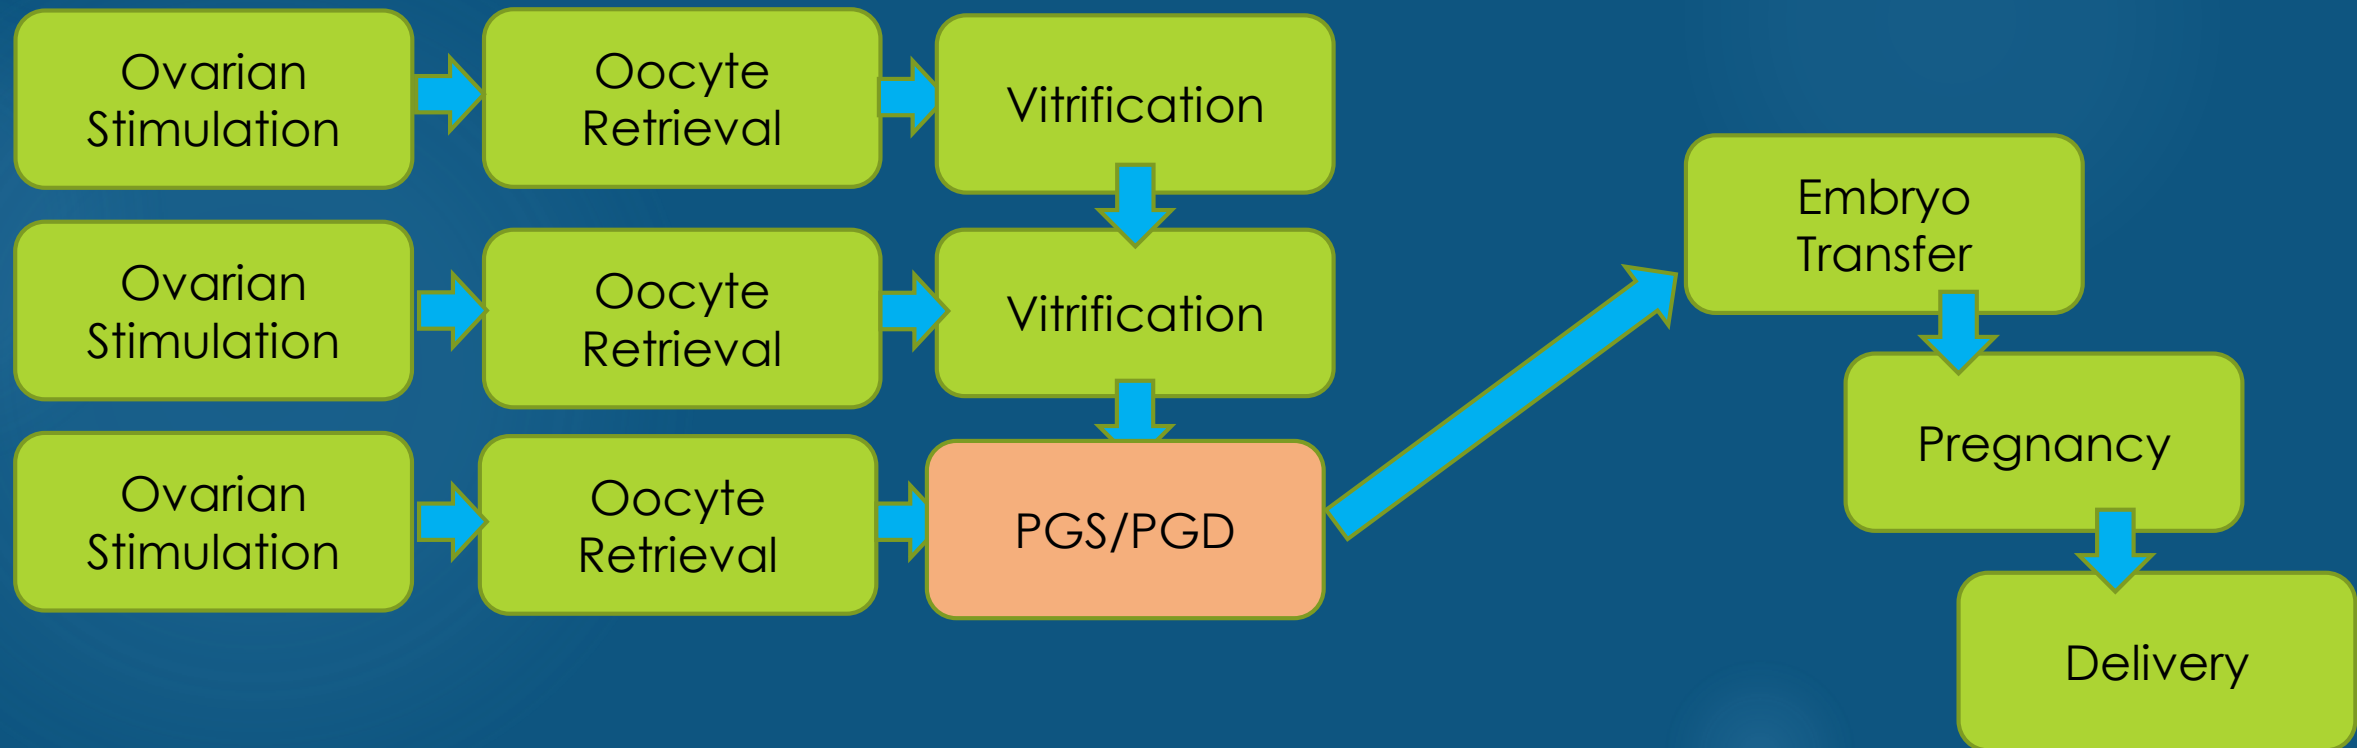 Ovarian
Stimulation
Oocyte
Retrieval
Vitrification
Ovarian
Stimulation
Oocyte
Retrieval
Vitrification
Ovarian
Stimulation
Oocyte
Retrieval
PGS/PGD
Embryo
Transfer
Pregnancy
Delivery